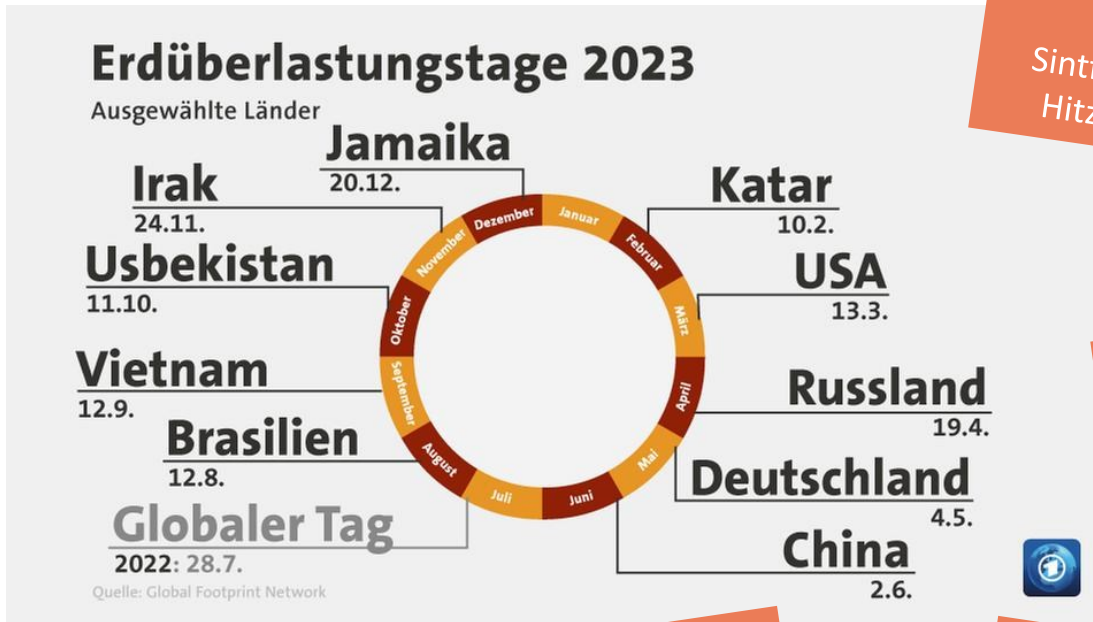 Erdüberlastungstage 2023
Ausgewählte Länder
Jamaika
20.12.
Irak
24.11.
Usbekistan
11.10.
Vietnam
12.9.
Brasilien
12.8.
Globaler Tag
2022: 28.7.
Quelle: Global Footprint Network
Katar
10.2.
USA
13.3.
Russland
19.4.
Deutschland
4.5.
China
2.6.
Januar
Februar
März
April
Mai
Juni
Juli
August
September
Oktober
November
Dezember